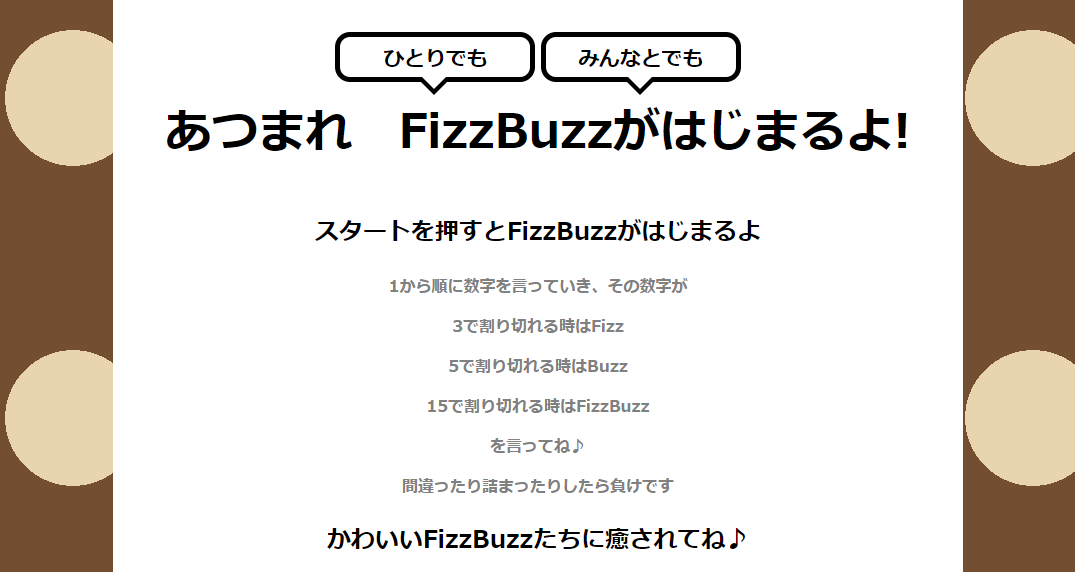 ひとりでも
みんなとでも
あつまれ　FizzBuzzがはじまるよ!
スタートを押すとFizzBuzzがはじまるよ
1から順に数字を言っていき、その数字が
3で割り切れる時はFizz
5で割り切れる時はBuzz
15で割り切れる時はFizzBuzz
を言ってね♪
間違ったり詰まったりしたら負けです
かわいいFizzBuzzたちに癒されてね♪